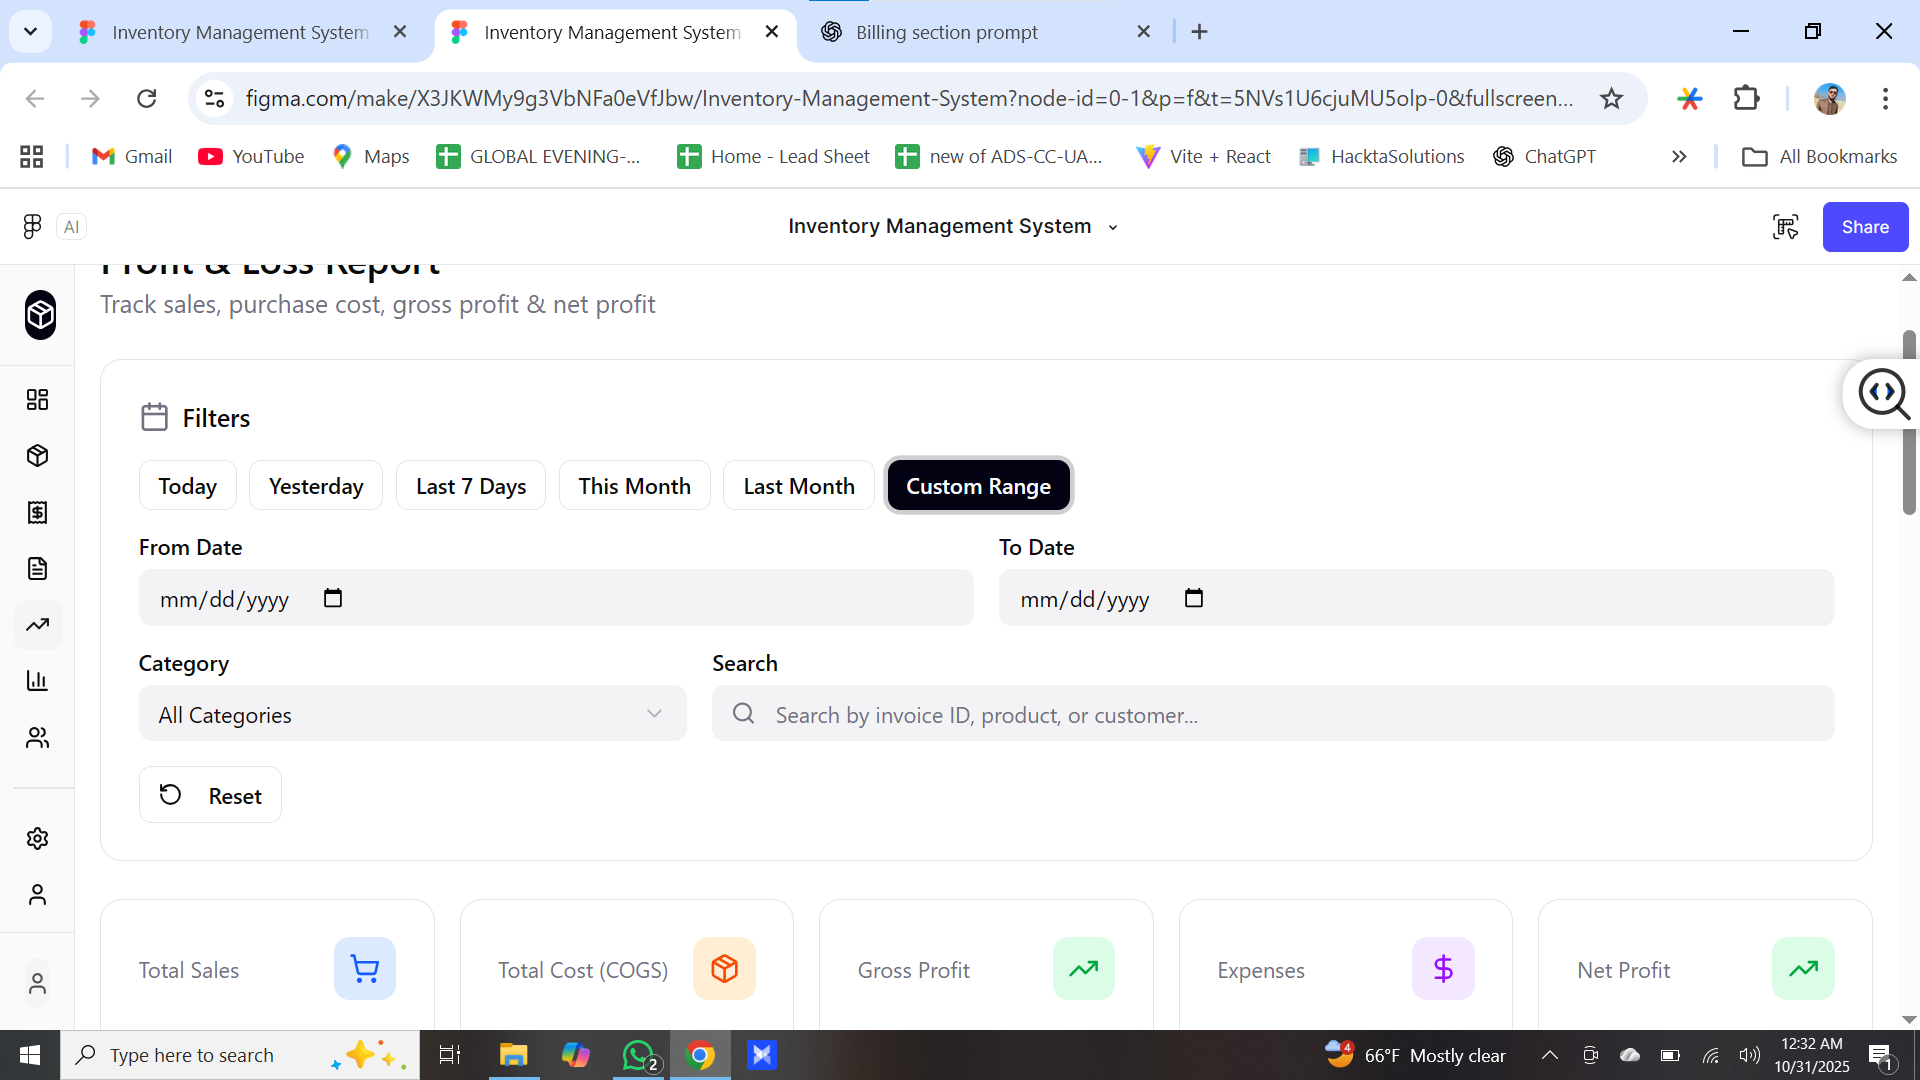 Inventory Management System
Inventory Management System
Billing section prompt
figma.com/make/X3JKWMy9g3VbNFa0eVfJbw/Inventory-Management-System?node-id=0-1&p=f&t=5NVs1U6cjuMU5olp-0&fullscreen...
Gmail
YouTube
Maps
GLOBAL EVENING-...
Home - Lead Sheet
new of ADS-CC-UA...
Vite + React
HacktaSolutions
ChatGPT
All Bookmarks
AI
Inventory Management System
Share
Profit & Loss Report
Track sales, purchase cost, gross profit & net profit
Filters
Today
Yesterday
Last 7 Days
This Month
Last Month
Custom Range
From Date
To Date
mm/dd/yyyy
mm/dd/yyyy
Category
Search
All Categories
Search by invoice ID, product, or customer...
Reset
Total Sales
Total Cost (COGS)
Gross Profit
Expenses
Net Profit
Type here to search
2
4
66°F Mostly clear
12:32 AM
10/31/2025
1